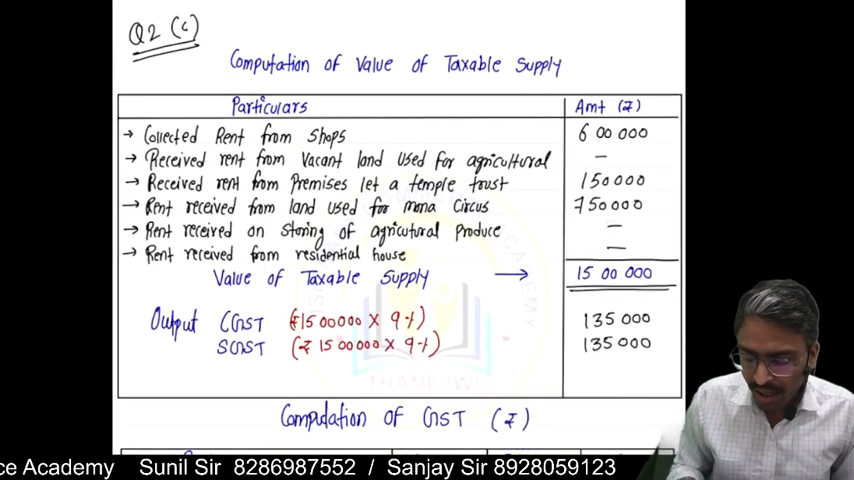 Q2 (c)
Computation of Value of Taxable Supply
Particulars Amt (₹)
→ Collected Rent from Shops 6 00 000
→ Received rent from Vacant land used for agricultural –
→ Received rent from Premises let a temple trust 150000
→ Rent received from land used for mona Circus 750000
→ Rent received on storing of agricutural produce –
→ Rent received from residential house –
Value of Taxable Supply → 15 00 000
Output CGST (₹1500000 X 9%) 135 000
SGST (₹ 1500000 X 9%) 135 000
Computation of GST (₹)
ce Academy Sunil Sir 8286987552 / Sanjay Sir 8928059123